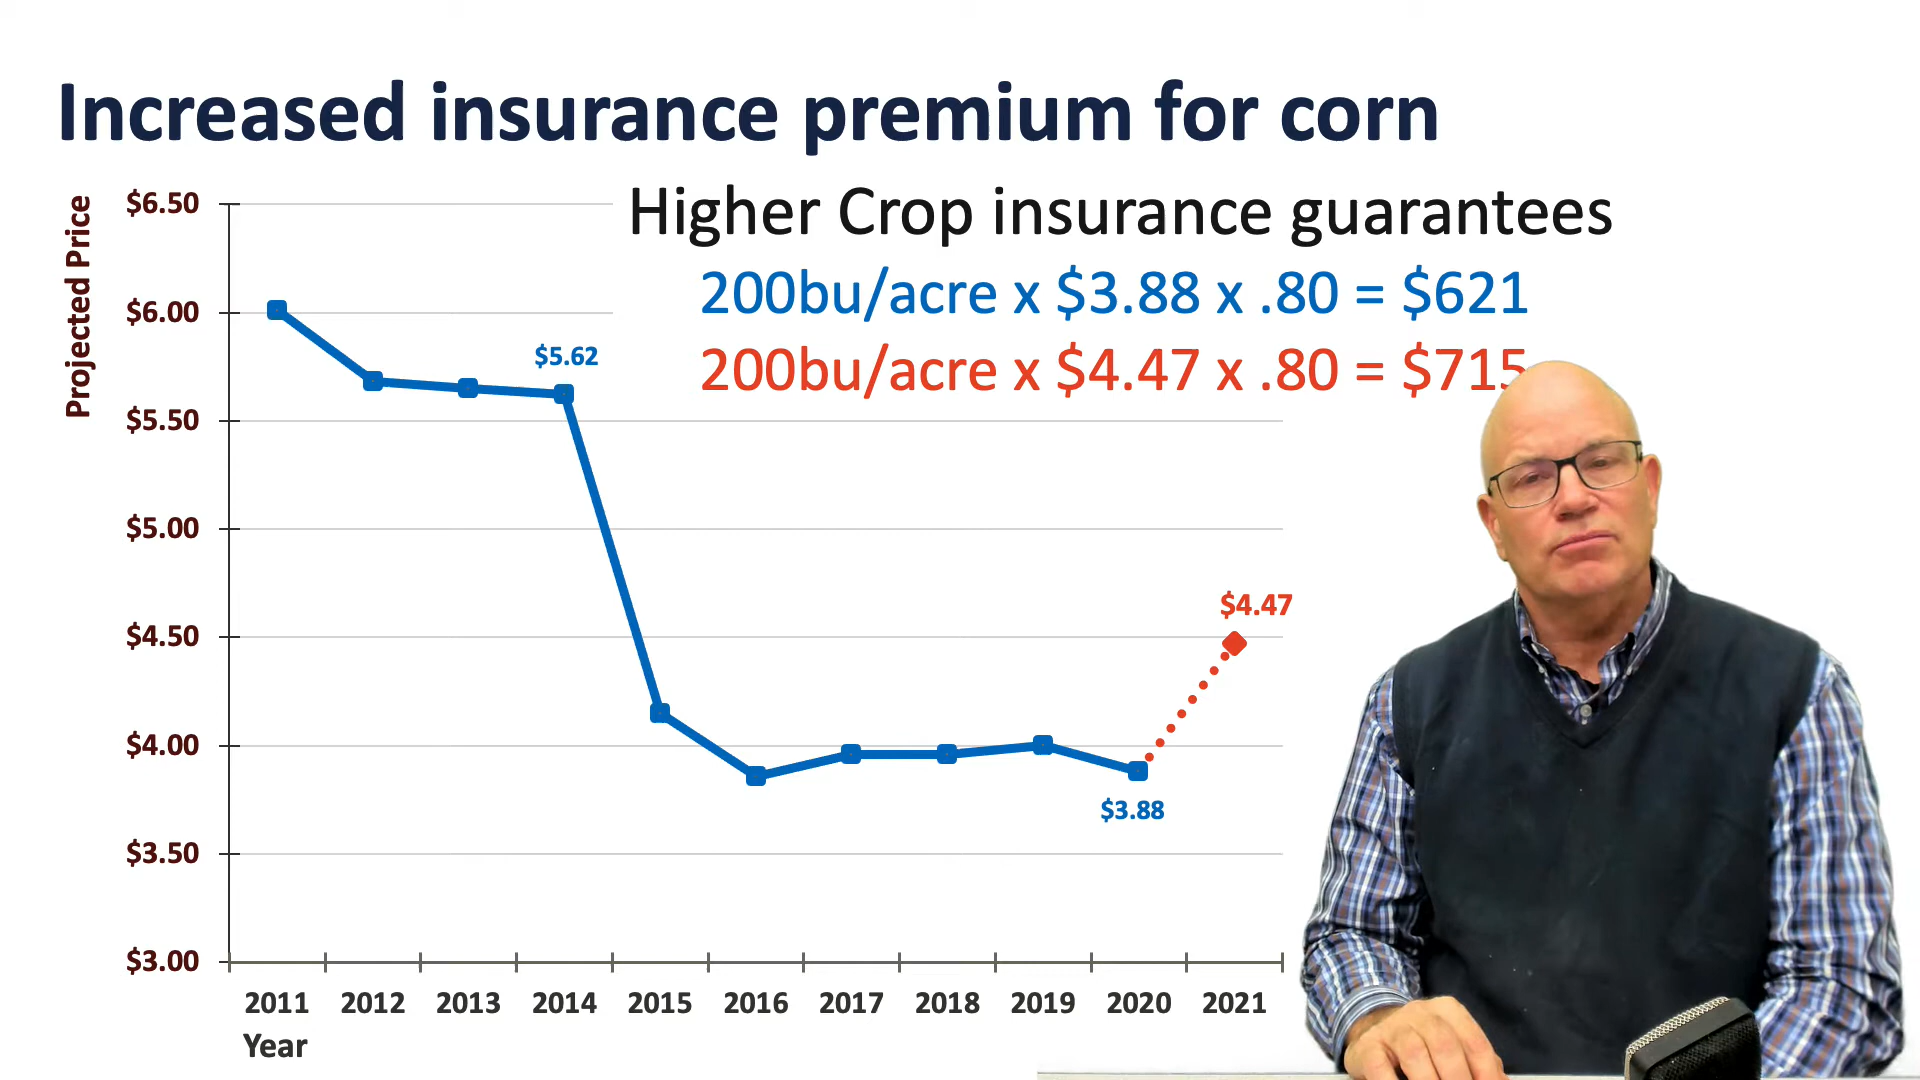 Increased insurance premium for corn
Higher Crop insurance guarantees
200bu/acre x $3.88 x .80 = $621
200bu/acre x $4.47 x .80 = $715
Projected Price
$6.50
$6.00
$5.50
$5.00
$4.50
$4.00
$3.50
$3.00
$5.62
$4.47
$3.88
2011 2012 2013 2014 2015 2016 2017 2018 2019 2020 2021
Year